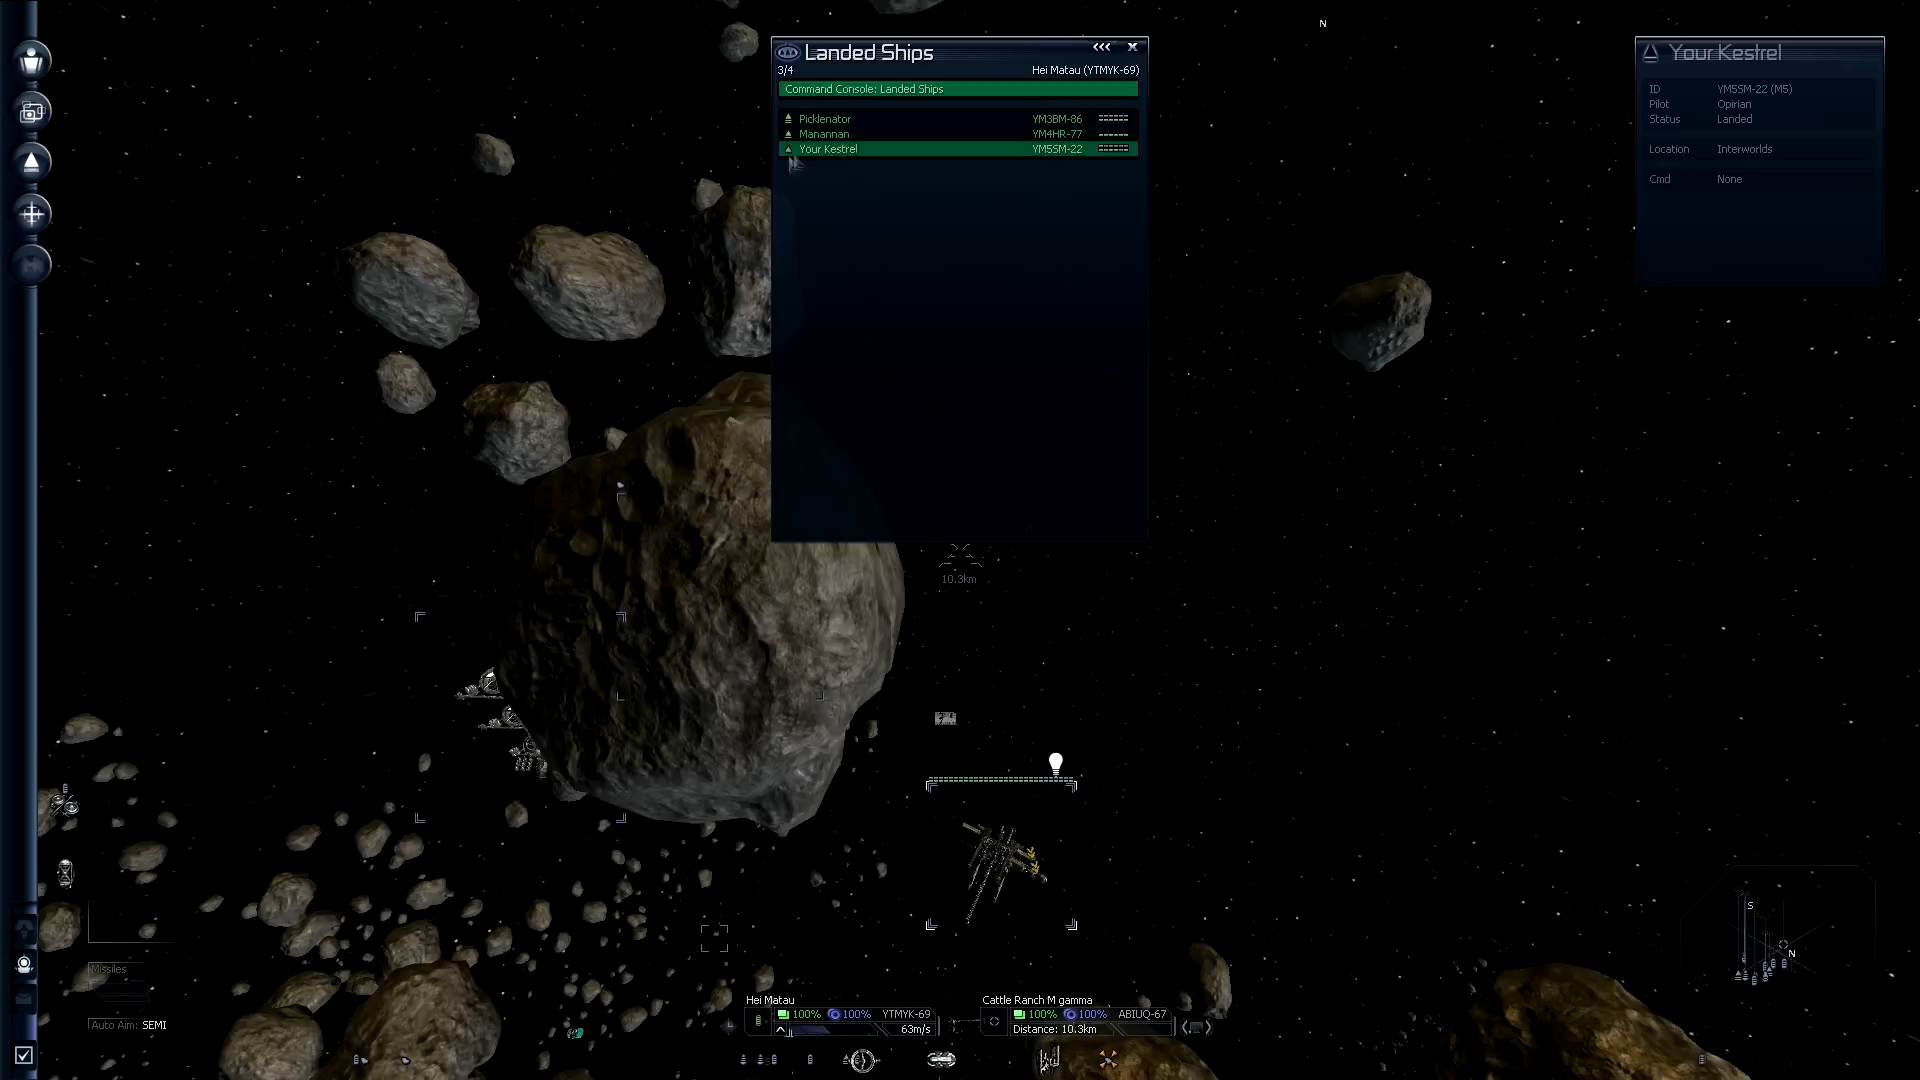 N
Landed Ships
3/4 Hei Matau (YTMYK-69)
Command Console: Landed Ships
Picklenator YM3BM-86
Manannan YM4HR-77
Your Kestrel YM5SM-22
Your Kestrel
ID YM5SM-22 (M5)
Pilot Opirian
Status Landed
Location Interworlds
Cmd None
10.3km
S
N
Missiles
Auto Aim: SEMI
Hei Matau
100% 100% YTMYK-69
63m/s
Cattle Ranch M gamma
100% 100% ABIUQ-67
Distance: 10.3km